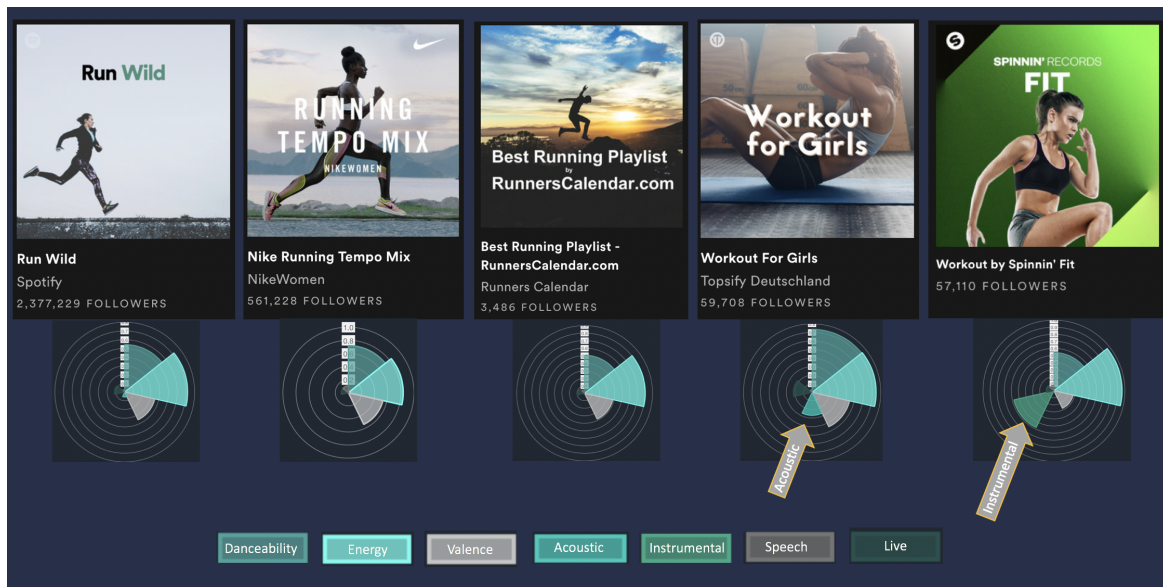 Run Wild
RUNNING
TEMPO MIX
NIKEWOMEN
Best Running Playlist
by
RunnersCalendar.com
Workout
for Girls
SPINNIN' RECORDS
FIT
Run Wild
Spotify
2,377,229 FOLLOWERS
Nike Running Tempo Mix
NikeWomen
561,228 FOLLOWERS
Best Running Playlist -
RunnersCalendar.com
Runners Calendar
3,486 FOLLOWERS
Workout For Girls
Topsify Deutschland
59,708 FOLLOWERS
Workout by Spinnin' Fit
57,110 FOLLOWERS
1.0
0.8
Acoustic
Instrumental
Danceability
Energy
Valence
Acoustic
Instrumental
Speech
Live